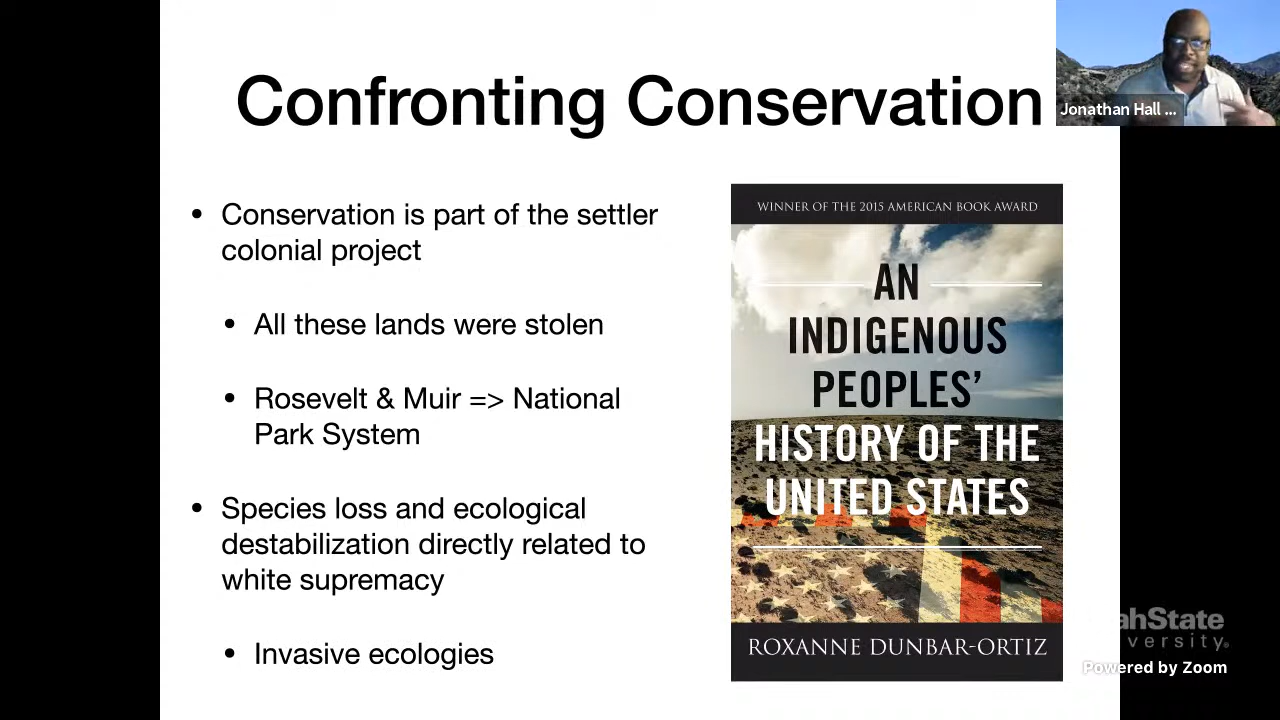 Confronting Conservation
Jonathan Hall ...
• Conservation is part of the settler
colonial project
• All these lands were stolen
• Rosevelt & Muir => National
Park System
• Species loss and ecological
destabilization directly related to
white supremacy
• Invasive ecologies
WINNER OF THE 2015 AMERICAN BOOK AWARD
AN
INDIGENOUS
PEOPLES’
HISTORY OF THE
UNITED STATES
ROXANNE DUNBAR-ORTIZ
ahState
versity
Powered by Zoom